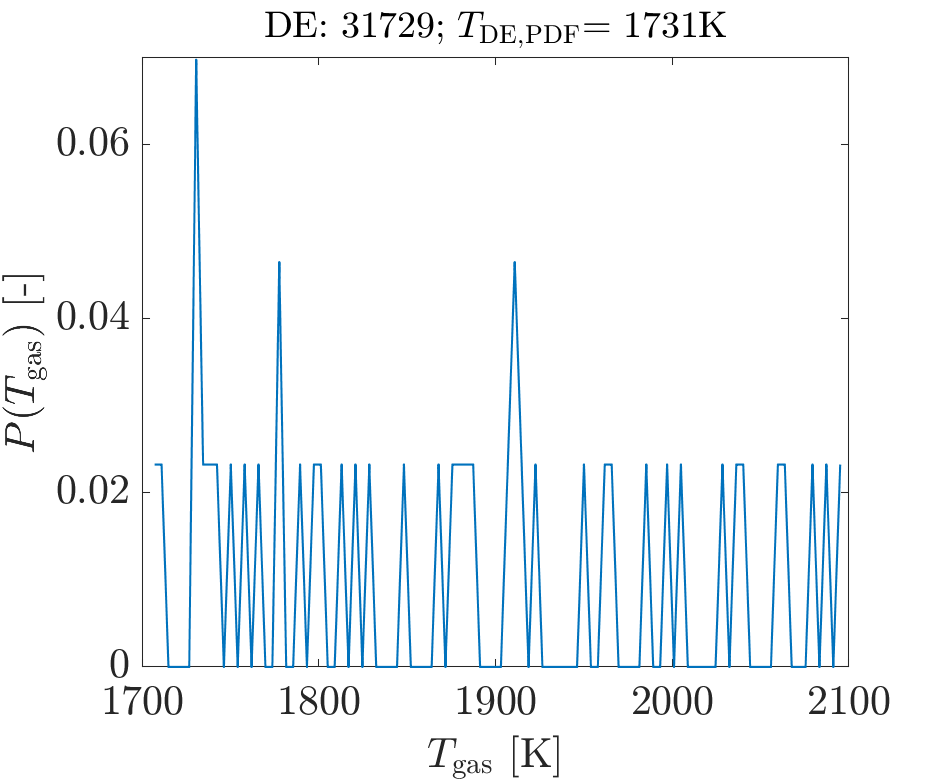 DE: 31729; T_DE,PDF= 1731K
P(T_gas) [-]
0.06
0.04
0.02
0
1700 1800 1900 2000 2100
T_gas [K]